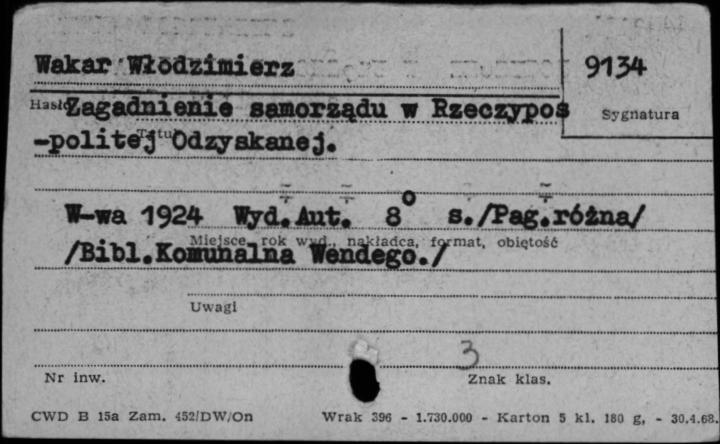 Wakar Włodzimierz
9134
Hasło Zagadnienie samorządu w Rzeczypos
Sygnatura
-politej Odzyskanej.
Tytuł
W-wa 1924 Wyd.Aut. 8° s./Pag.różna/
Miejsce, rok wyd., nakładca, format, obiętość
/Bibl.Komunalna Wendego./
Uwagi
3
Nr inw.
Znak klas.
CWD B 15a Zam. 452/DW/On Wrak 396 - 1.730.000 - Karton 5 kl. 180 g, - 30.4.68.